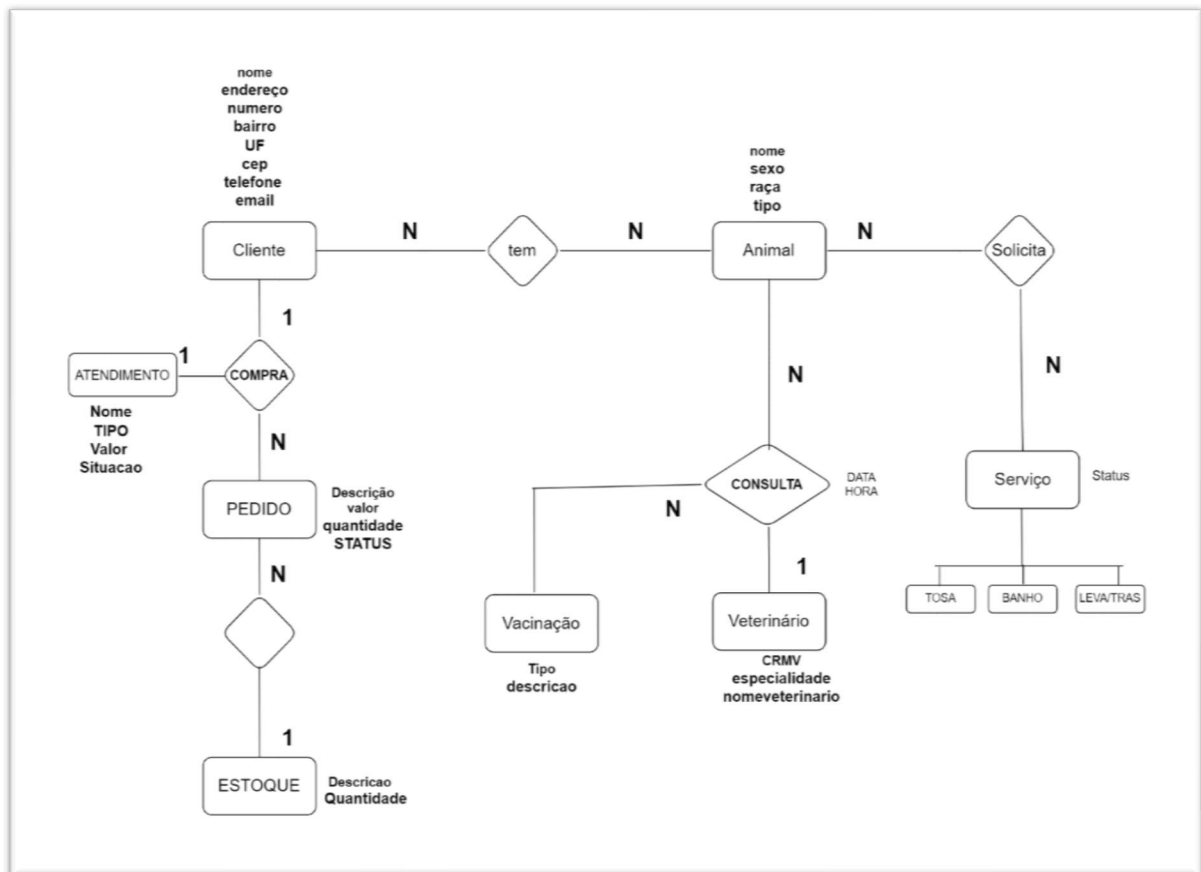 nome
endereço
numero
bairro
UF
cep
telefone
email
nome
sexo
raça
tipo
Cliente
N
tem
N
Animal
N
Solicita
1
ATENDIMENTO
1
COMPRA
Nome
TIPO
Valor
Situacao
N
N
N
PEDIDO
Descrição
valor
quantidade
STATUS
CONSULTA
DATA
HORA
Serviço
Status
N
N
1
TOSA
BANHO
LEVA/TRAS
Vacinação
Veterinário
Tipo
descricao
CRMV
especialidade
nomeveterinario
1
ESTOQUE
Descricao
Quantidade